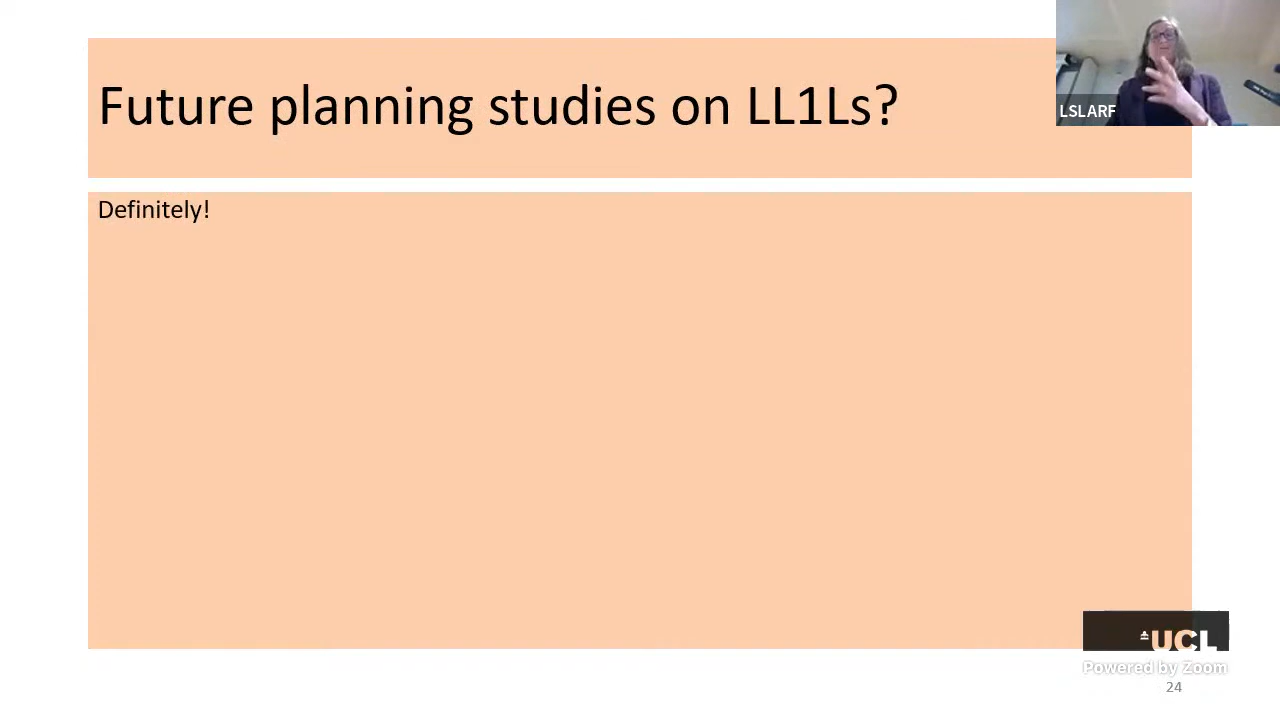 Future planning studies on LL1Ls?
LSLARF
Definitely!
UCL
Powered by Zoom
24